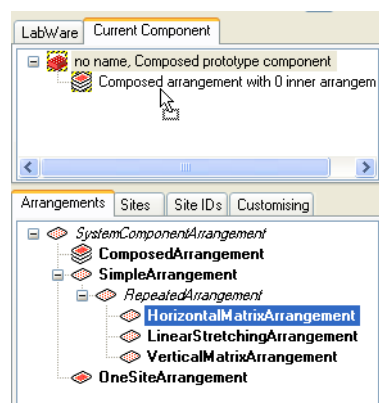 LabWare Current Component
no name, Composed prototype component
Composed arrangement with 0 inner arrangem
Arrangements Sites Site IDs Customising
SystemComponentArrangement
ComposedArrangement
SimpleArrangement
RepeatedArrangement
HorizontalMatrixArrangement
LinearStretchingArrangement
VerticalMatrixArrangement
OneSiteArrangement